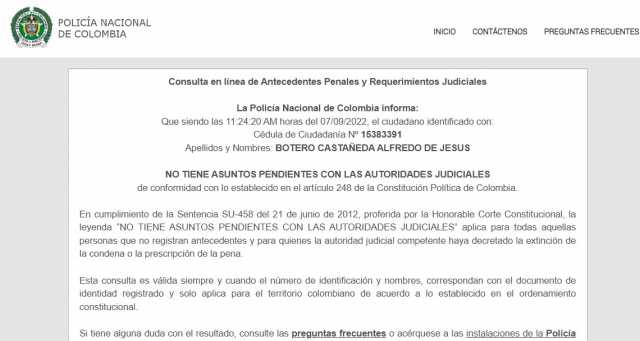 POLICÍA NACIONAL
DE COLOMBIA
INICIO CONTÁCTENOS PREGUNTAS FRECUENTES
Consulta en línea de Antecedentes Penales y Requerimientos Judiciales
La Policía Nacional de Colombia informa:
Que siendo las 11:24:20 AM horas del 07/09/2022, el ciudadano identificado con:
Cédula de Ciudadanía Nº 15383391
Apellidos y Nombres: BOTERO CASTAÑEDA ALFREDO DE JESUS
NO TIENE ASUNTOS PENDIENTES CON LAS AUTORIDADES JUDICIALES
de conformidad con lo establecido en el artículo 248 de la Constitución Política de Colombia.
En cumplimiento de la Sentencia SU-458 del 21 de junio de 2012, proferida por la Honorable Corte Constitucional, la
leyenda "NO TIENE ASUNTOS PENDIENTES CON LAS AUTORIDADES JUDICIALES" aplica para todas aquellas
personas que no registran antecedentes y para quienes la autoridad judicial competente haya decretado la extinción de
la condena o la prescripción de la pena.
Esta consulta es válida siempre y cuando el número de identificación y nombres, correspondan con el documento de
identidad registrado y solo aplica para el territorio colombiano de acuerdo a lo establecido en el ordenamiento
constitucional.
Si tiene alguna duda con el resultado, consulte las preguntas frecuentes o acérquese a las instalaciones de la Policía